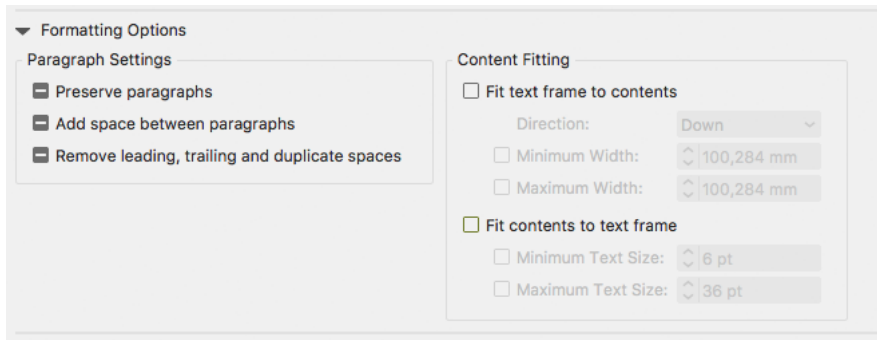 Formatting Options
Paragraph Settings
Preserve paragraphs
Add space between paragraphs
Remove leading, trailing and duplicate spaces
Content Fitting
Fit text frame to contents
Direction: Down
Minimum Width: 100,284 mm
Maximum Width: 100,284 mm
Fit contents to text frame
Minimum Text Size: 6 pt
Maximum Text Size: 36 pt